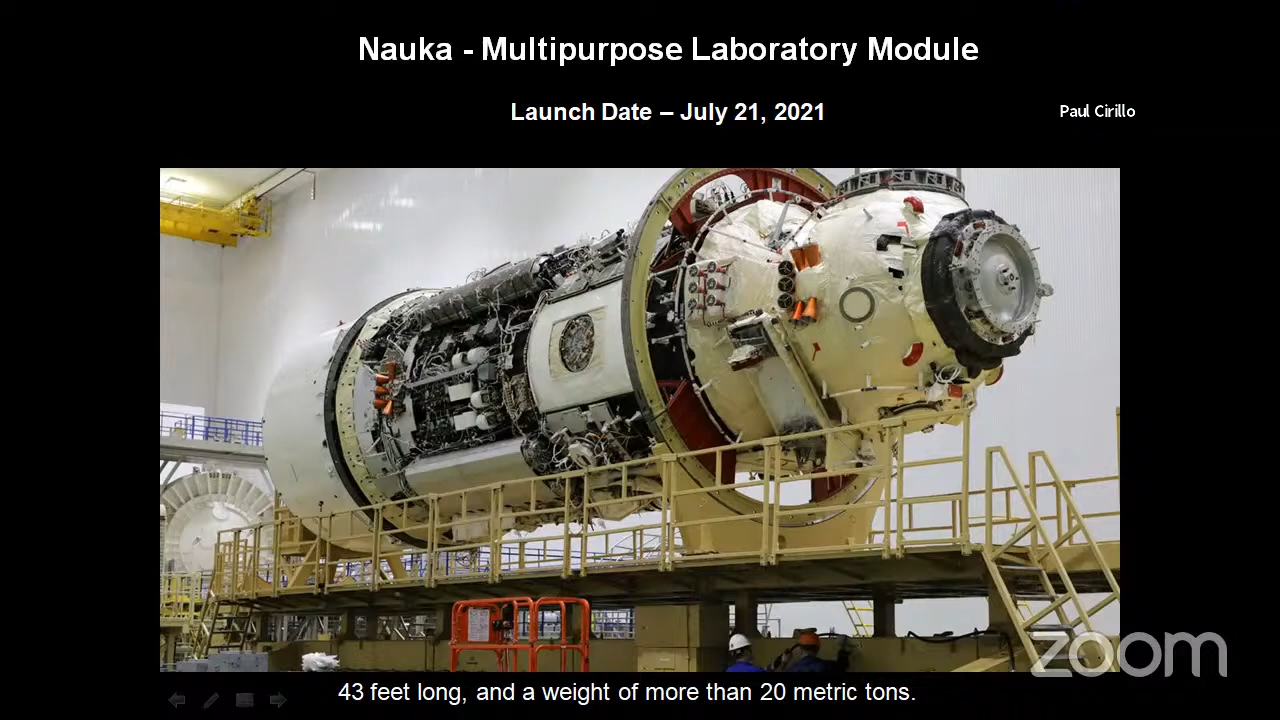 Nauka - Multipurpose Laboratory Module
Launch Date – July 21, 2021
Paul Cirillo
zoom
43 feet long, and a weight of more than 20 metric tons.